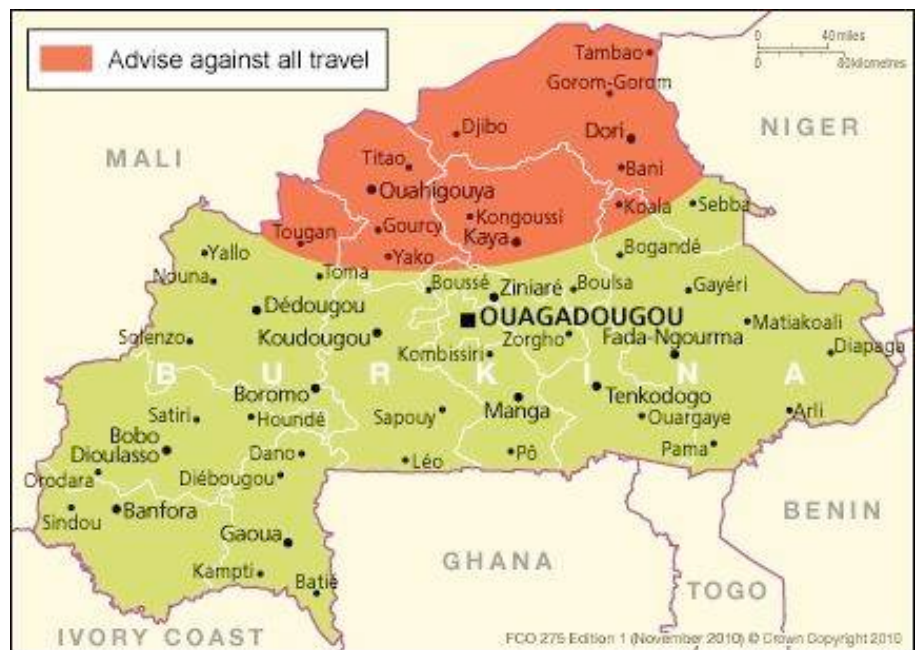 Advise against all travel
0 40 miles
0 80 kilometres
Tambao
Gorom-Gorom
NIGER
Djibo
Dori
MALI
Titao
Bani
Ouahigouya
Koala
Sebba
Kongoussi
Gourcy
Tougan
Kaya
Yallo
Yako
Bogandé
Nouna
Toma
Boussé
Ziniaré
Boulsa
Gayéri
Dédougou
OUAGADOUGOU
Matiakoali
Solenzo
Koudougou
Zorgho
Fada-Ngourma
Diapaga
Kombissiri
BURKINA
Boromo
Tenkodogo
Satiri
Houndé
Sapouy
Manga
Ouargaye
Arli
Bobo
Dioulasso
Dano
Léo
Pô
Pama
Orodara
Diébougou
Sindou
Banfora
BENIN
Gaoua
GHANA
Kampti
Batié
TOGO
IVORY COAST
FCO 275 Edition 1 (November 2010) © Crown Copyright 2010